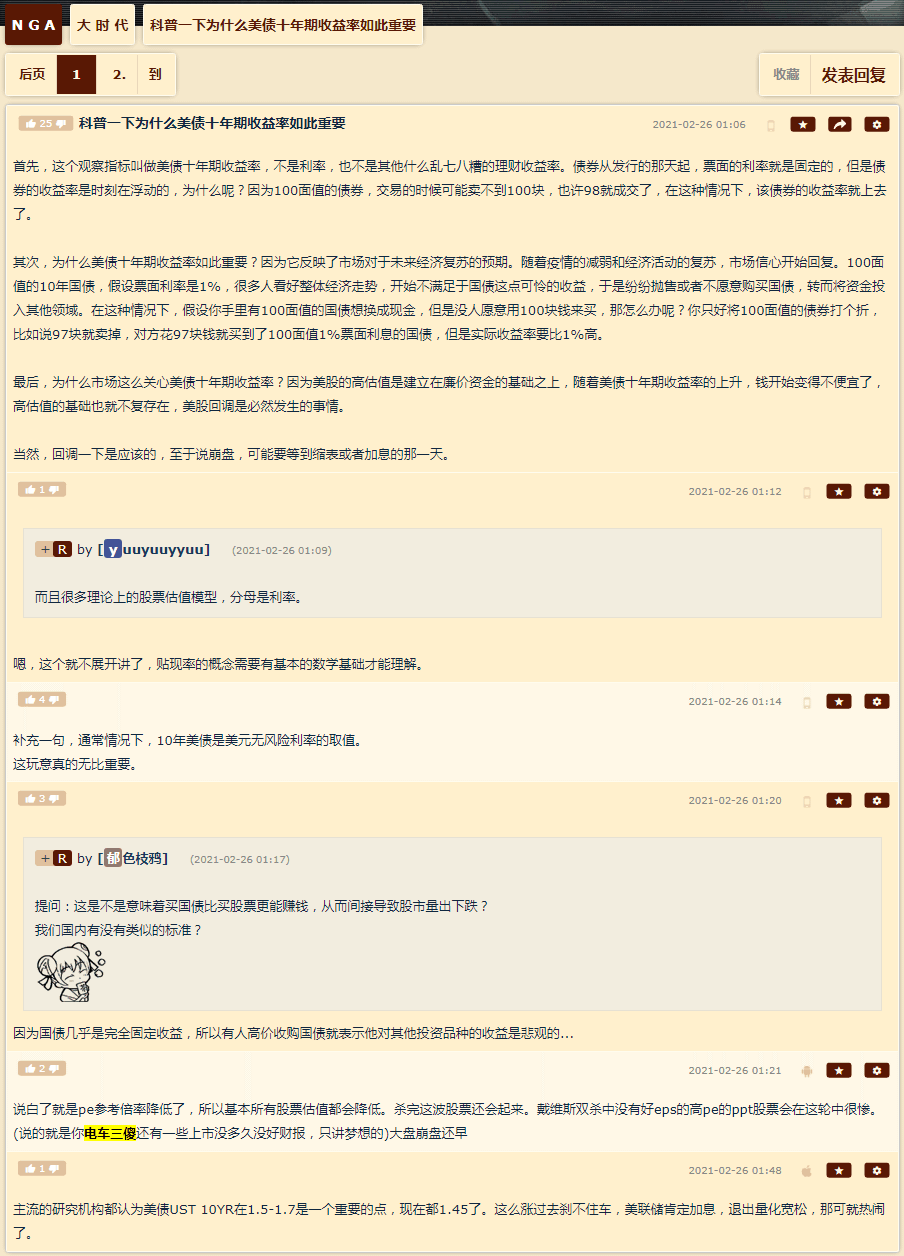 NGA 大时代 科普一下为什么美债十年期收益率如此重要
后页 1 2. 到 收藏 发表回复
25 科普一下为什么美债十年期收益率如此重要 2021-02-26 01:06
首先，这个观察指标叫做美债十年期收益率，不是利率，也不是其他什么乱七八糟的理财收益率。债券从发行的那天起，票面的利率就是固定的，但是债
券的收益率是时刻在浮动的，为什么呢？因为100面值的债券，交易的时候可能卖不到100块，也许98就成交了，在这种情况下，该债券的收益率就上去
了。
其次，为什么美债十年期收益率如此重要？因为它反映了市场对于未来经济复苏的预期。随着疫情的减弱和经济活动的复苏，市场信心开始回复。100面
值的10年国债，假设票面利率是1%，很多人看好整体经济走势，开始不满足于国债这点可怜的收益，于是纷纷抛售或者不愿意购买国债，转而将资金投
入其他领域。在这种情况下，假设你手里有100面值的国债想换成现金，但是没人愿意用100块钱来买，那怎么办呢？你只好将100面值的债券打个折，
比如说97块就卖掉，对方花97块钱就买到了100面值1%票面利息的国债，但是实际收益率要比1%高。
最后，为什么市场这么关心美债十年期收益率？因为美股的高估值是建立在廉价资金的基础之上，随着美债十年期收益率的上升，钱开始变得不便宜了，
高估值的基础也就不复存在，美股回调是必然发生的事情。
当然，回调一下是应该的，至于说崩盘，可能要等到缩表或者加息的那一天。
1 2021-02-26 01:12
+ R by [yuuyuuyyuu] (2021-02-26 01:09)
而且很多理论上的股票估值模型，分母是利率。
嗯，这个就不展开讲了，贴现率的概念需要有基本的数学基础才能理解。
4 2021-02-26 01:14
补充一句，通常情况下，10年美债是美元无风险利率的取值。
这玩意真的无比重要。
3 2021-02-26 01:20
+ R by [郁色枝鸦] (2021-02-26 01:17)
提问：这是不是意味着买国债比买股票更能赚钱，从而间接导致股市量出下跌？
我们国内有没有类似的标准？
因为国债几乎是完全固定收益，所以有人高价收购国债就表示他对其他投资品种的收益是悲观的...
2 2021-02-26 01:21
说白了就是pe参考倍率降低了，所以基本所有股票估值都会降低。杀完这波股票还会起来。戴维斯双杀中没有好eps的高pe的ppt股票会在这轮中很惨。
(说的就是你电车三傻还有一些上市没多久没好财报，只讲梦想的)大盘崩盘还早
1 2021-02-26 01:48
主流的研究机构都认为美债UST 10YR在1.5-1.7是一个重要的点，现在都1.45了。这么涨过去刹不住车，美联储肯定加息，退出量化宽松，那可就热闹
了。